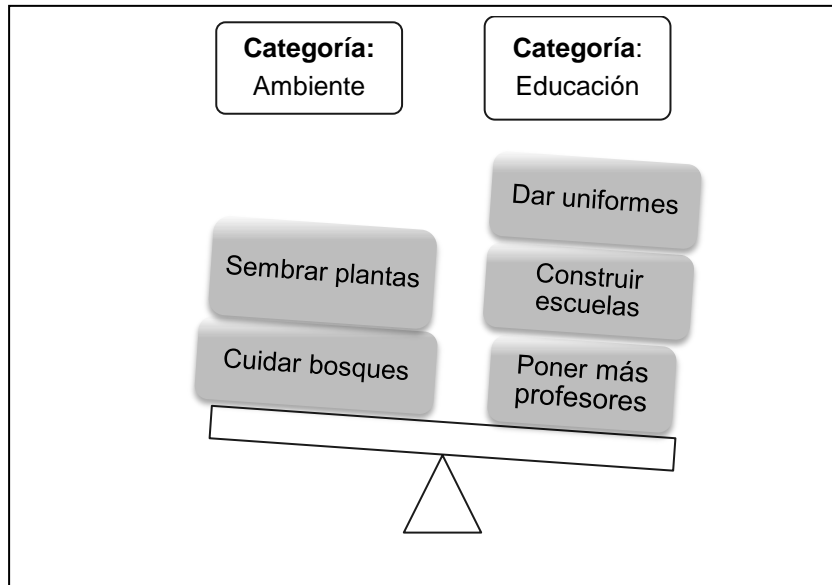 Categoría:
Ambiente
Categoría:
Educación
Dar uniformes
Sembrar plantas
Construir
escuelas
Cuidar bosques
Poner más
profesores